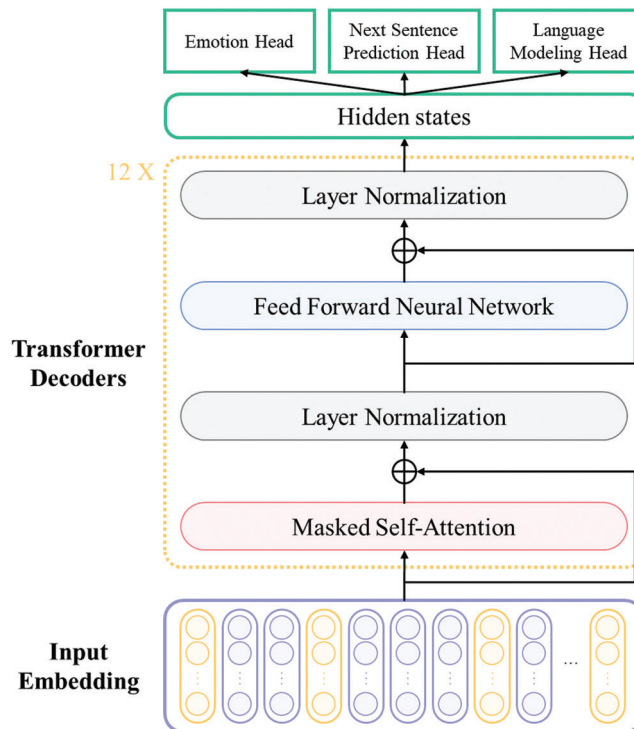 Emotion Head
Next Sentence
Prediction Head
Language
Modeling Head
Hidden states
12 X
Layer Normalization
Feed Forward Neural Network
Transformer
Decoders
Layer Normalization
Masked Self-Attention
Input
Embedding
...